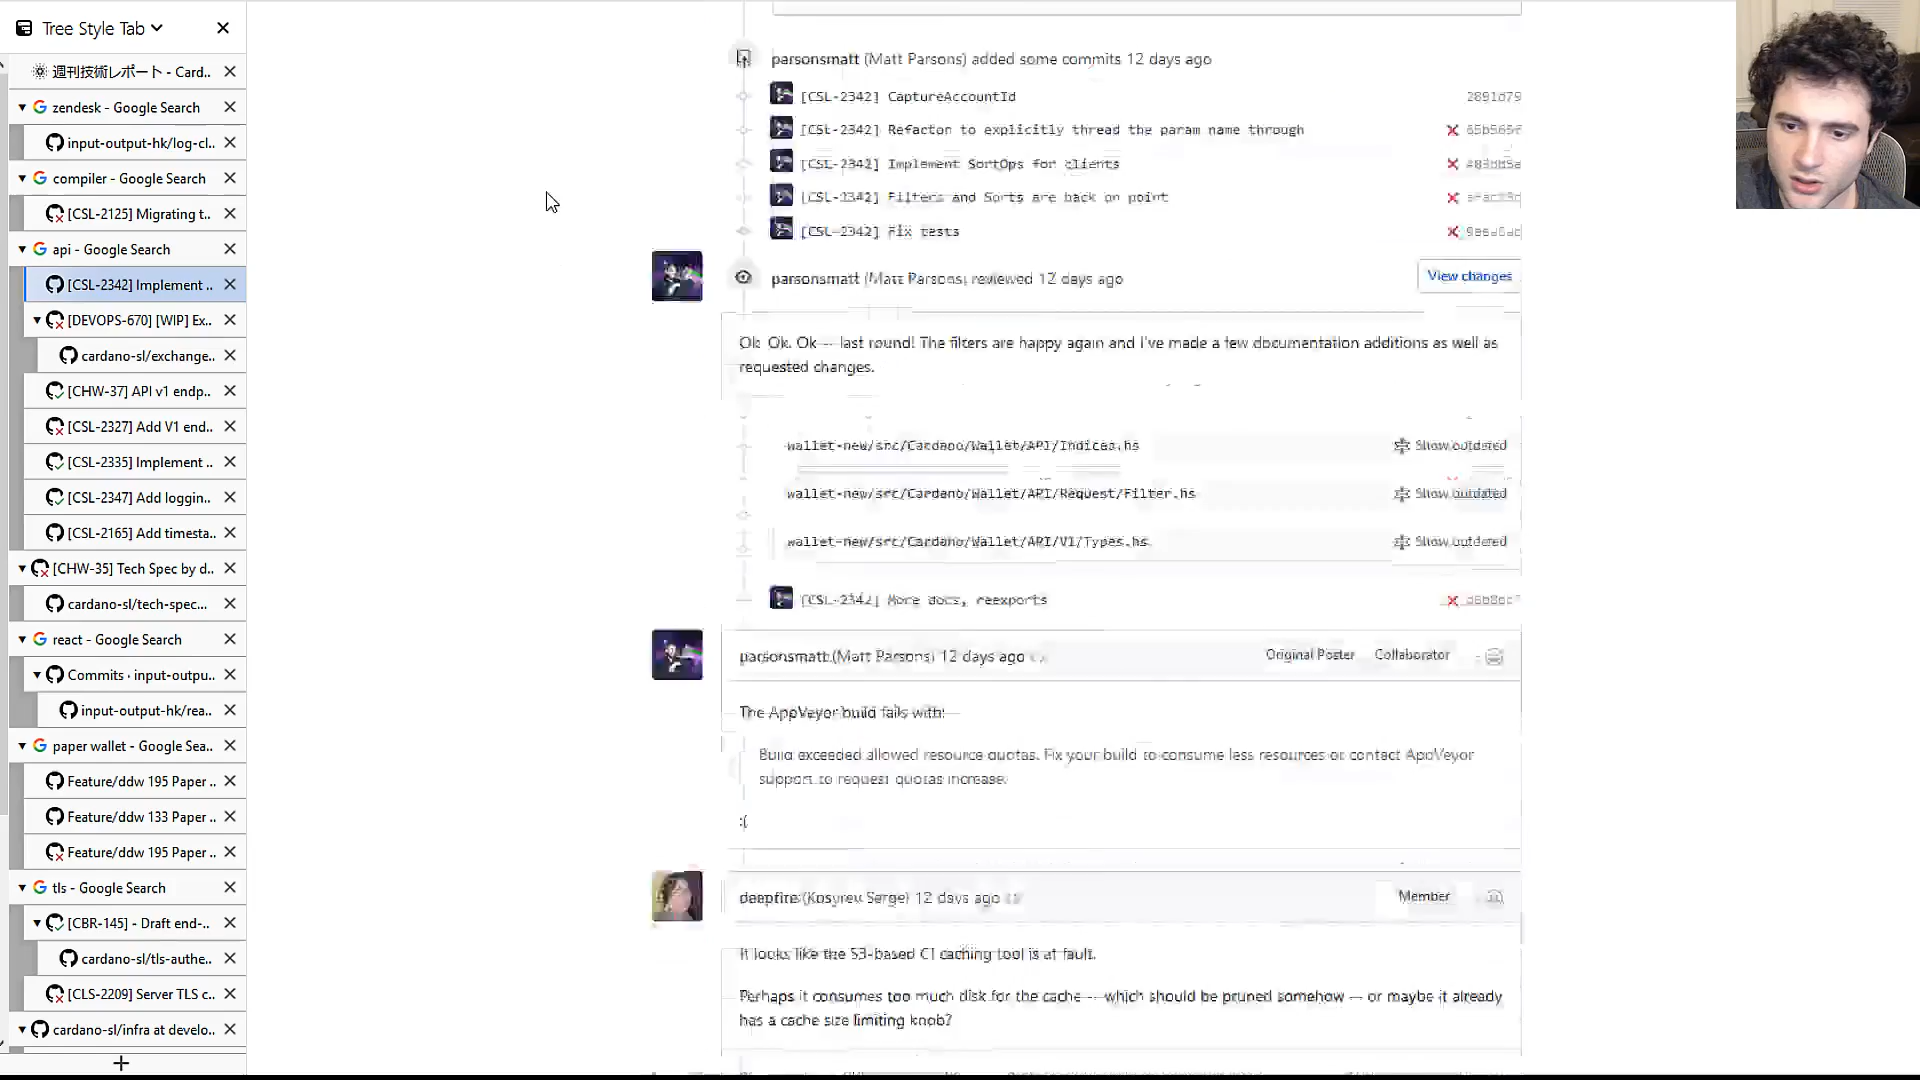 Tree Style Tab
週刊技術レポート - Card..
zendesk - Google Search
input-output-hk/log-cl..
compiler - Google Search
[CSL-2125] Migrating t..
api - Google Search
[CSL-2342] Implement ..
[DEVOPS-670] [WIP] Ex..
cardano-sl/exchange..
[CHW-37] API v1 endp..
[CSL-2327] Add V1 end..
[CSL-2335] Implement ..
[CSL-2347] Add loggin..
[CSL-2165] Add timesta..
[CHW-35] Tech Spec by d..
cardano-sl/tech-spec...
react - Google Search
Commits · input-outpu..
input-output-hk/rea..
paper wallet - Google Sea..
Feature/ddw 195 Paper ..
Feature/ddw 133 Paper ..
Feature/ddw 195 Paper ..
tls - Google Search
[CBR-145] - Draft end-..
cardano-sl/tls-authe..
[CLS-2209] Server TLS c..
cardano-sl/infra at develo..
parsonsmatt (Matt Parsons) added some commits 12 days ago
[CSL-2342] CaptureAccountId 2891d79
[CSL-2342] Refactor to explicitly thread the param name through
[CSL-2342] Implement SortOps for clients
[CSL-2342] Filters and Sorts are back on point
[CSL-2342] Fix tests
parsonsmatt (Matt Parsons) reviewed 12 days ago View changes
Ok. Ok. Ok -- last round! The filters are happy again and I've made a few documentation additions as well as
requested changes.
wallet-new/src/Cardano/Wallet/API/Indices.hs Show outdated
wallet-new/src/Cardano/Wallet/API/Request/Filter.hs Show outdated
wallet-new/src/Cardano/Wallet/API/V1/Types.hs Show outdated
[CSL-2342] More docs, reexports
parsonsmatt (Matt Parsons) 12 days ago Original Poster Collaborator
The AppVeyor build fails with:
Build exceeded allowed resource quotas. Fix your build to consume less resources or contact AppVeyor
support to request quotas increase.
:(
deepfire (Kosyrev Serge) 12 days ago Member
It looks like the S3-based CI caching tool is at fault.
Perhaps it consumes too much disk for the cache -- which should be pruned somehow -- or maybe it already
has a cache size limiting knob?